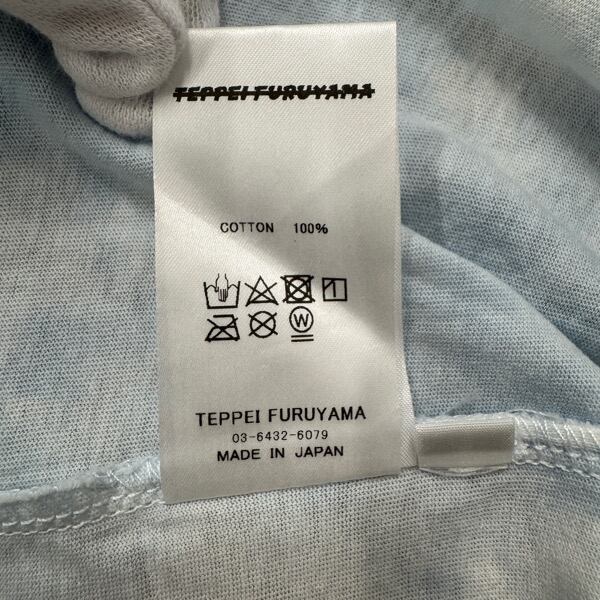 TEPPEI FURUYAMA
COTTON 100%
W
TEPPEI FURUYAMA
03-6432-6079
MADE IN JAPAN